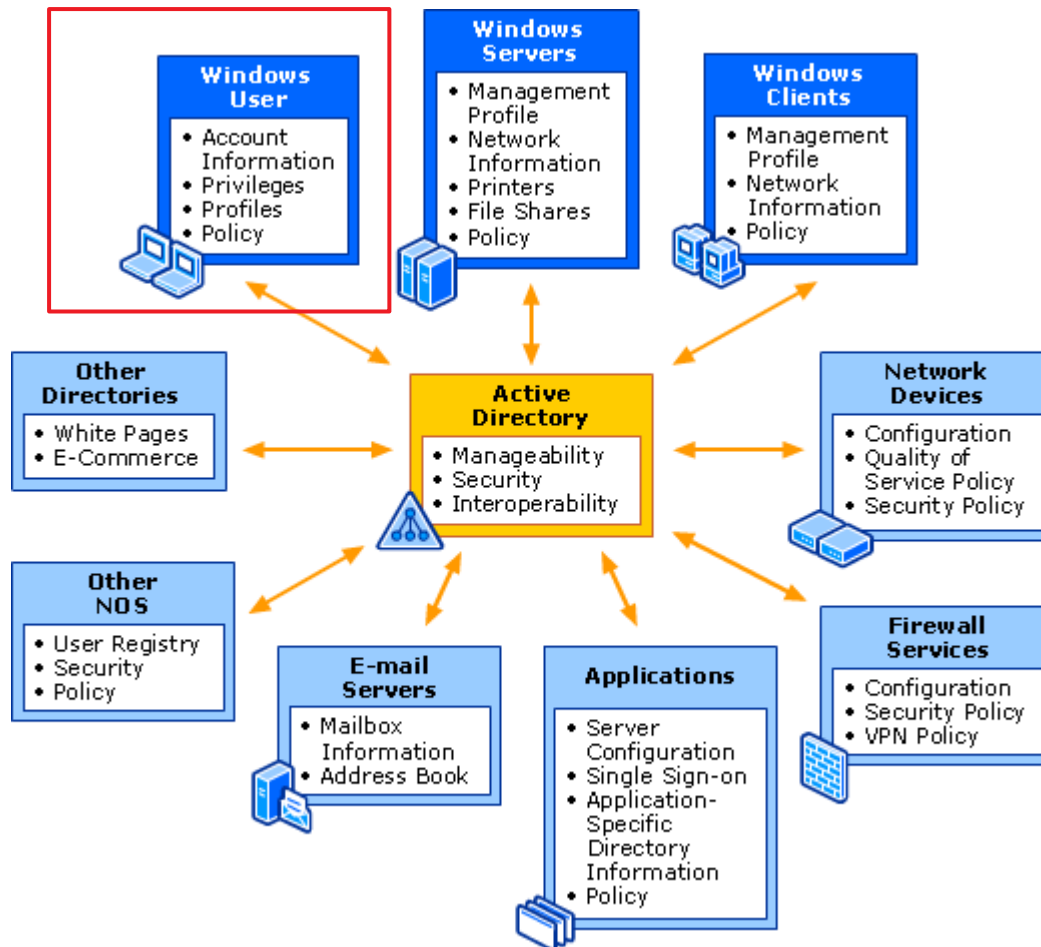 Windows
User
• Account
Information
• Privileges
• Profiles
• Policy
Windows
Servers
• Management
Profile
• Network
Information
• Printers
• File Shares
• Policy
Windows
Clients
• Management
Profile
• Network
Information
• Policy
Other
Directories
• White Pages
• E-Commerce
Active
Directory
• Manageability
• Security
• Interoperability
Network
Devices
• Configuration
• Quality of
Service Policy
• Security Policy
Other
NOS
• User Registry
• Security
• Policy
E-mail
Servers
• Mailbox
Information
• Address Book
Applications
• Server
Configuration
• Single Sign-on
• Application-
Specific
Directory
Information
• Policy
Firewall
Services
• Configuration
• Security Policy
• VPN Policy